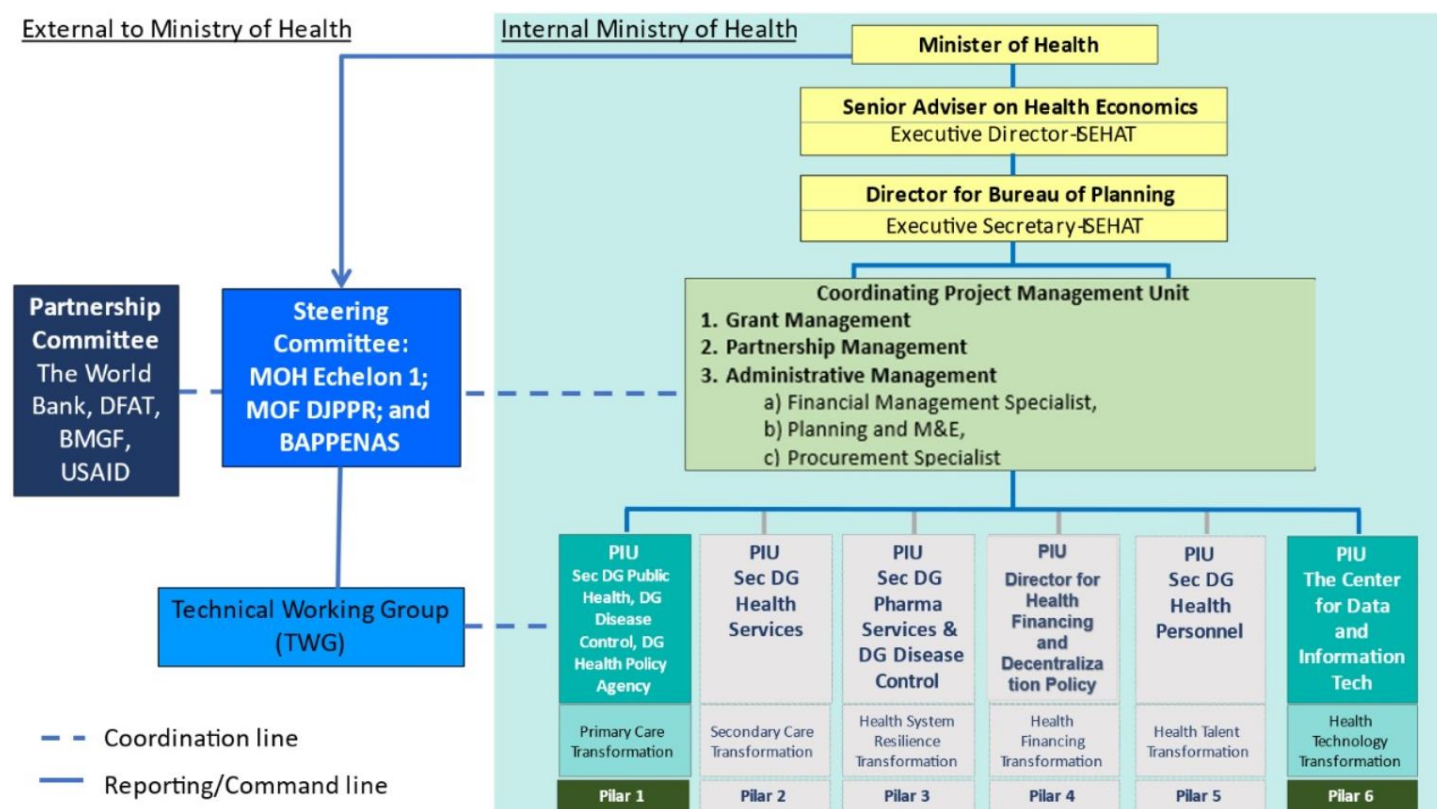 External to Ministry of Health
Internal Ministry of Health
Minister of Health
Senior Adviser on Health Economics
Executive Director-ISEHAT
Director for Bureau of Planning
Executive Secretary-ISEHAT
Partnership
Committee
The World
Bank, DFAT,
BMGF,
USAID
Steering
Committee:
MOH Echelon 1;
MOF DJPPR; and
BAPPENAS
Coordinating Project Management Unit
1. Grant Management
2. Partnership Management
3. Administrative Management
a) Financial Management Specialist,
b) Planning and M&E,
c) Procurement Specialist
Technical Working Group
(TWG)
PIU
Sec DG Public
Health, DG
Disease
Control, DG
Health Policy
Agency
Primary Care
Transformation
Pilar 1
PIU
Sec DG
Health
Services
Secondary Care
Transformation
Pilar 2
PIU
Sec DG
Pharma
Services &
DG Disease
Control
Health System
Resilience
Transformation
Pilar 3
PIU
Director for
Health
Financing
and
Decentraliza
tion Policy
Health
Financing
Transformation
Pilar 4
PIU
Sec DG
Health
Personnel
Health Talent
Transformation
Pilar 5
PIU
The Center
for Data
and
Information
Tech
Health
Technology
Transformation
Pilar 6
Coordination line
Reporting/Command line